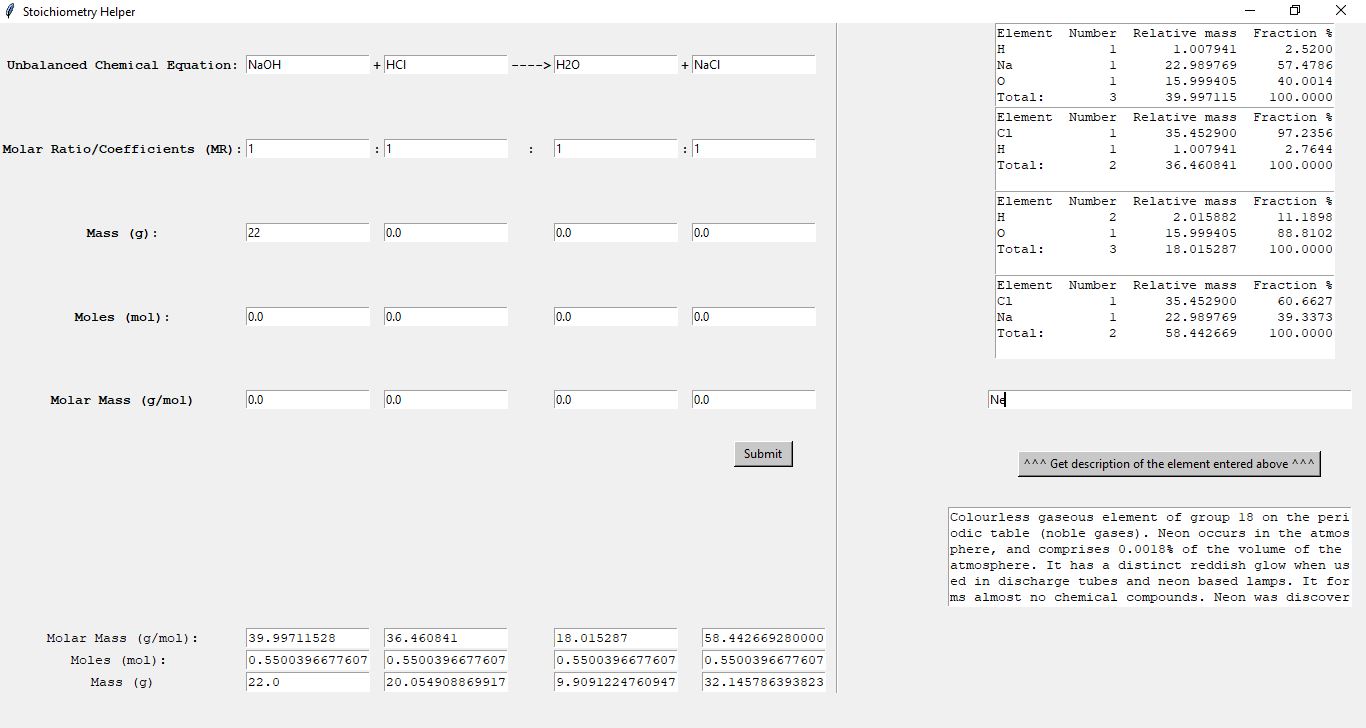 Stoichiometry Helper
Unbalanced Chemical Equation: NaOH + HCl ----> H2O + NaCl
Molar Ratio/Coefficients (MR): 1 : 1 : 1 : 1
Mass (g): 22 0.0 0.0 0.0
Moles (mol): 0.0 0.0 0.0 0.0
Molar Mass (g/mol) 0.0 0.0 0.0 0.0
Submit
Molar Mass (g/mol): 39.99711528 36.460841 18.015287 58.442669280000
Moles (mol): 0.5500396677607 0.5500396677607 0.5500396677607 0.5500396677607
Mass (g) 22.0 20.054908869917 9.9091224760947 32.145786393823
Element Number Relative mass Fraction %
H 1 1.007941 2.5200
Na 1 22.989769 57.4786
O 1 15.999405 40.0014
Total: 3 39.997115 100.0000
Element Number Relative mass Fraction %
Cl 1 35.452900 97.2356
H 1 1.007941 2.7644
Total: 2 36.460841 100.0000
Element Number Relative mass Fraction %
H 2 2.015882 11.1898
O 1 15.999405 88.8102
Total: 3 18.015287 100.0000
Element Number Relative mass Fraction %
Cl 1 35.452900 60.6627
Na 1 22.989769 39.3373
Total: 2 58.442669 100.0000
Ne
^^^ Get description of the element entered above ^^^
Colourless gaseous element of group 18 on the peri
odic table (noble gases). Neon occurs in the atmos
phere, and comprises 0.0018% of the volume of the
atmosphere. It has a distinct reddish glow when us
ed in discharge tubes and neon based lamps. It for
ms almost no chemical compounds. Neon was discover